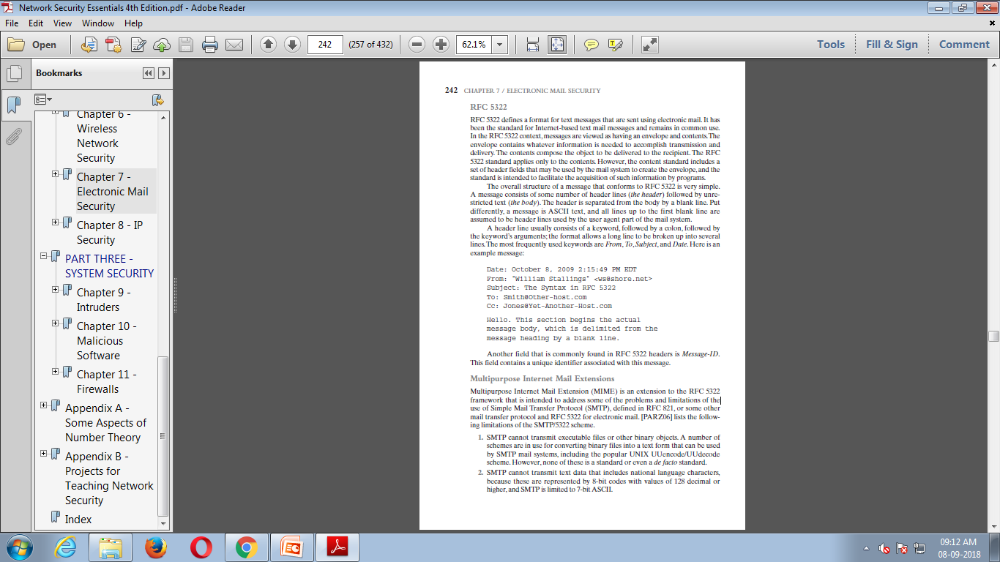 Network Security Essentials 4th Edition.pdf - Adobe Reader
File Edit View Window Help
Open
242 (257 of 432)
62.1%
Tools Fill & Sign Comment
Bookmarks
Chapter 6 -
Wireless
Network
Security
Chapter 7 -
Electronic Mail
Security
Chapter 8 - IP
Security
PART THREE -
SYSTEM SECURITY
Chapter 9 -
Intruders
Chapter 10 -
Malicious
Software
Chapter 11 -
Firewalls
Appendix A -
Some Aspects of
Number Theory
Appendix B -
Projects for
Teaching Network
Security
Index
242 CHAPTER 7 / ELECTRONIC MAIL SECURITY
RFC 5322
RFC 5322 defines a format for text messages that are sent using electronic mail. It has
been the standard for Internet-based text mail messages and remains in common use.
In the RFC 5322 context, messages are viewed as having an envelope and contents. The
envelope contains whatever information is needed to accomplish transmission and
delivery. The contents compose the object to be delivered to the recipient. The RFC
5322 standard applies only to the contents. However, the content standard includes a
set of header fields that may be used by the mail system to create the envelope, and the
standard is intended to facilitate the acquisition of such information by programs.
The overall structure of a message that conforms to RFC 5322 is very simple.
A message consists of some number of header lines (the header) followed by unre-
stricted text (the body). The header is separated from the body by a blank line. Put
differently, a message is ASCII text, and all lines up to the first blank line are
assumed to be header lines used by the user agent part of the mail system.
A header line usually consists of a keyword, followed by a colon, followed by
the keyword's arguments; the format allows a long line to be broken up into several
lines. The most frequently used keywords are From, To, Subject, and Date. Here is an
example message:
Date: October 8, 2009 2:15:49 PM EDT
From: "William Stallings" <ws@shore.net>
Subject: The Syntax in RFC 5322
To: Smith@Other-host.com
Cc: Jones@Yet-Another-Host.com
Hello. This section begins the actual
message body, which is delimited from the
message heading by a blank line.
Another field that is commonly found in RFC 5322 headers is Message-ID.
This field contains a unique identifier associated with this message.
Multipurpose Internet Mail Extensions
Multipurpose Internet Mail Extension (MIME) is an extension to the RFC 5322
framework that is intended to address some of the problems and limitations of the
use of Simple Mail Transfer Protocol (SMTP), defined in RFC 821, or some other
mail transfer protocol and RFC 5322 for electronic mail. [PARZ06] lists the follow-
ing limitations of the SMTP/5322 scheme.
1. SMTP cannot transmit executable files or other binary objects. A number of
schemes are in use for converting binary files into a text form that can be used
by SMTP mail systems, including the popular UNIX UUencode/UUdecode
scheme. However, none of these is a standard or even a de facto standard.
2. SMTP cannot transmit text data that includes national language characters,
because these are represented by 8-bit codes with values of 128 decimal or
higher, and SMTP is limited to 7-bit ASCII.
09:12 AM
08-09-2018